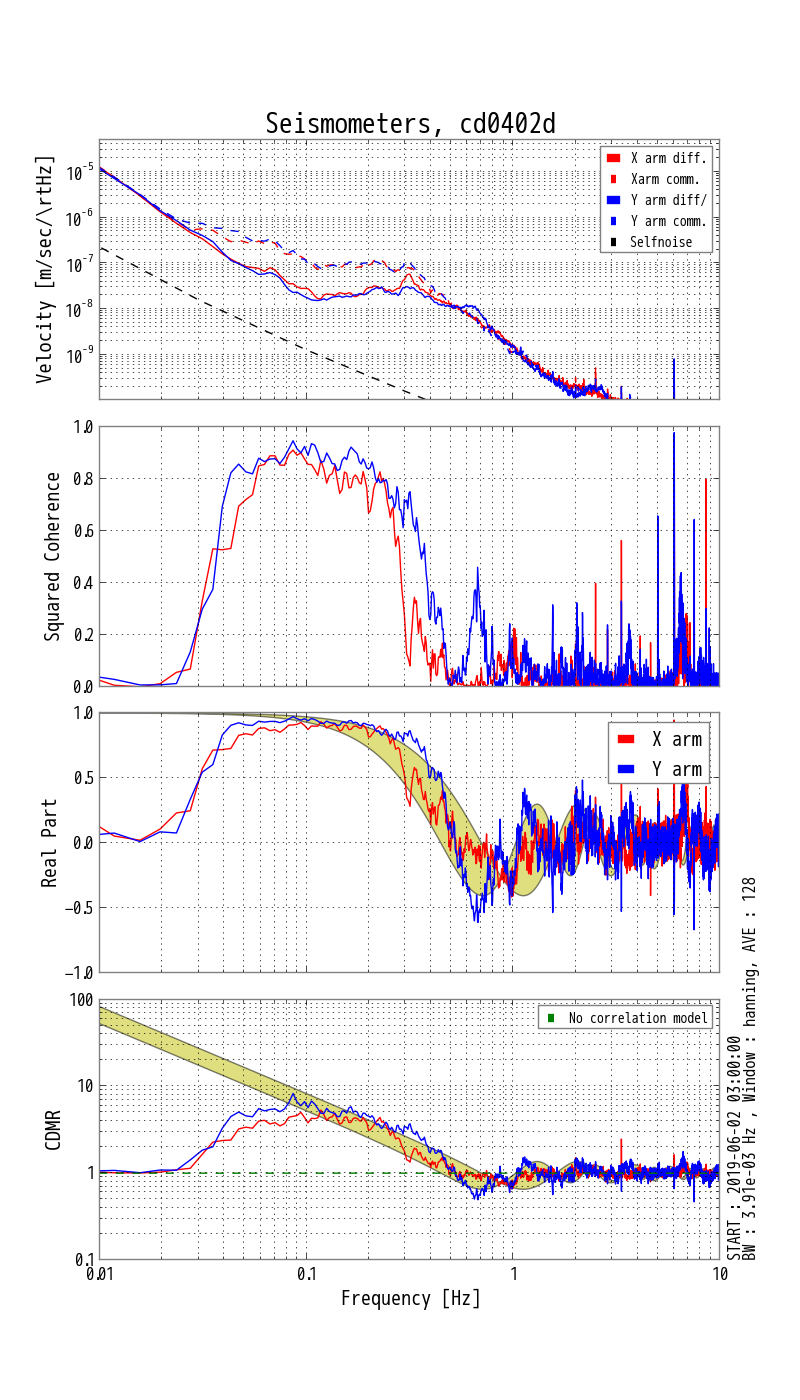 Seismometers, cd0402d
Velocity [m/sec/\rtHz]
10-5
10-6
10-7
10-8
10-9
X arm diff.
Xarm comm.
Y arm diff/
Y arm comm.
Selfnoise
Squared Coherence
1.0
0.8
0.6
0.4
0.2
0.0
Real Part
1.0
0.5
0.0
−0.5
−1.0
X arm
Y arm
CDMR
100
10
1
0.1
No correlation model
0.01
0.1
1
10
Frequency [Hz]
START : 2019-06-02 03:00:00
BW : 3.91e-03 Hz , Window : hanning, AVE : 128